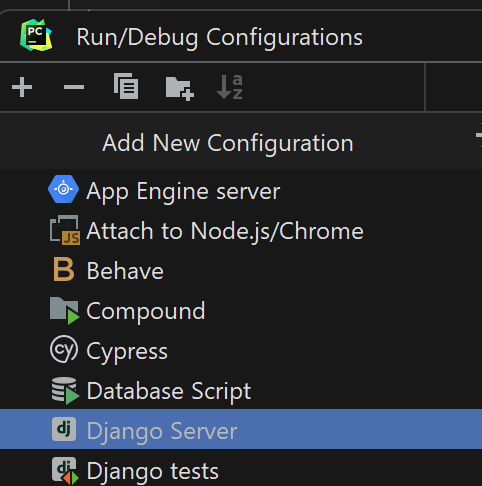 PC
Run/Debug Configurations
a
z
Add New Configuration
App Engine server
JS
Attach to Node.js/Chrome
B
Behave
Compound
cy
Cypress
Database Script
dj
Django Server
dj
Django tests